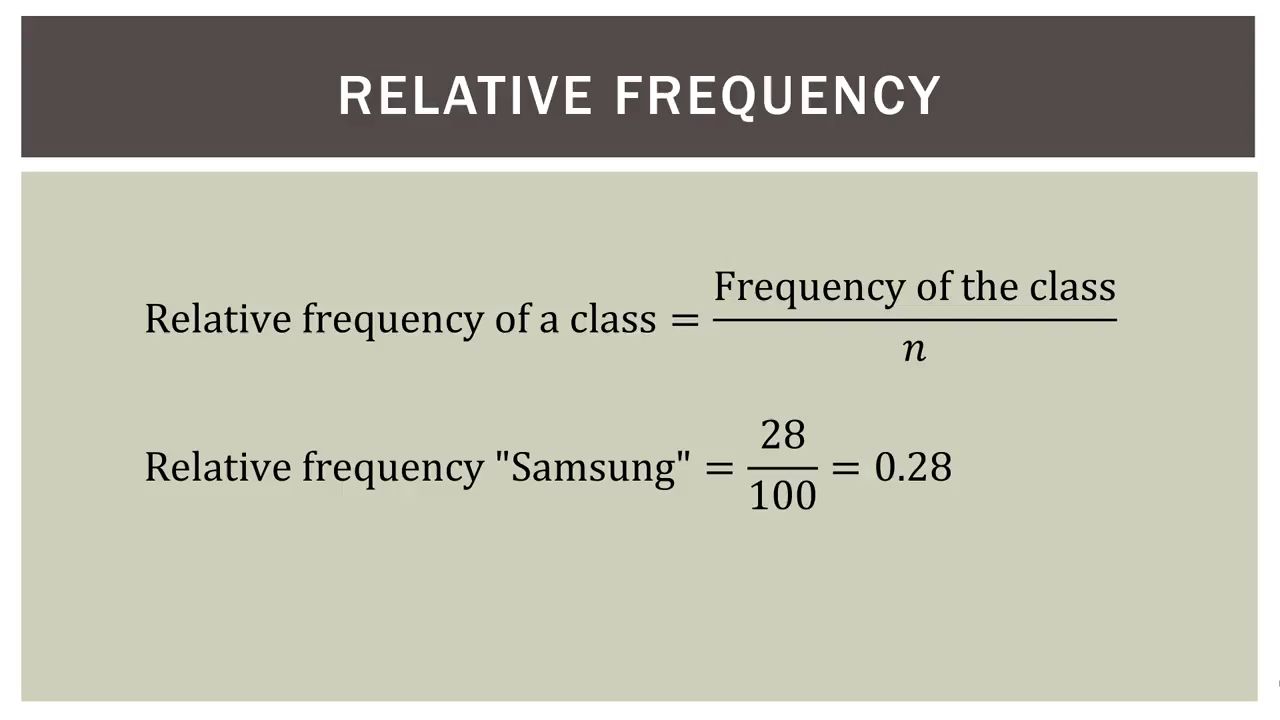 RELATIVE FREQUENCY
Relative frequency of a class = Frequency of the class / n
Relative frequency "Samsung" = 28 / 100 = 0.28